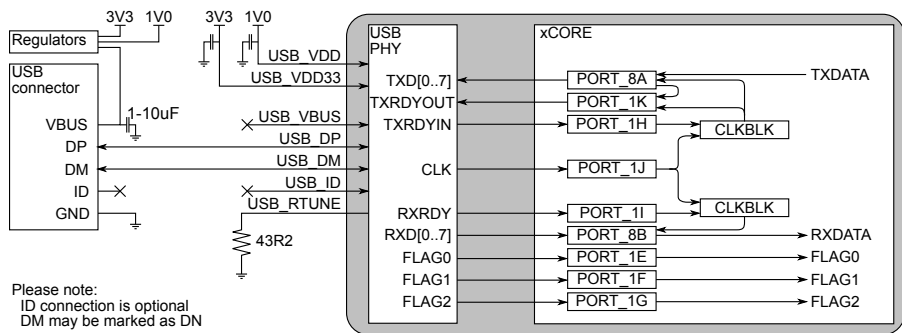 3V3 1V0
Regulators
USB
connector
1-10uF
VBUS
DP
DM
ID
GND
Please note:
ID connection is optional
DM may be marked as DN
3V3 1V0
USB_VDD
USB_VDD33
USB_VBUS
USB_DP
USB_DM
USB_ID
USB_RTUNE
43R2
USB
PHY
TXD[0..7]
TXRDYOUT
TXRDYIN
CLK
RXRDY
RXD[0..7]
FLAG0
FLAG1
FLAG2
xCORE
PORT_8A
PORT_1K
PORT_1H
PORT_1J
PORT_1I
PORT_8B
PORT_1E
PORT_1F
PORT_1G
CLKBLK
CLKBLK
TXDATA
RXDATA
FLAG0
FLAG1
FLAG2